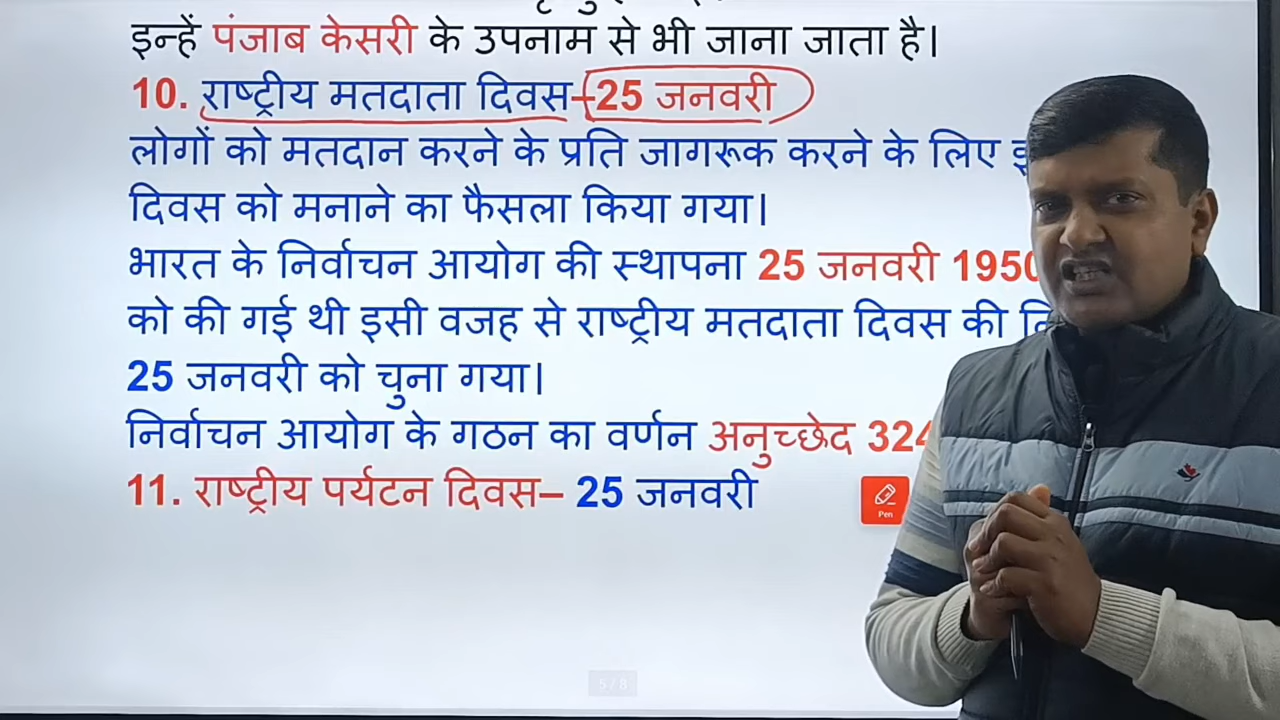 इन्हें पंजाब केसरी के उपनाम से भी जाना जाता है।
10. राष्ट्रीय मतदाता दिवस–25 जनवरी
लोगों को मतदान करने के प्रति जागरूक करने के लिए
दिवस को मनाने का फैसला किया गया।
भारत के निर्वाचन आयोग की स्थापना 25 जनवरी 1950
को की गई थी इसी वजह से राष्ट्रीय मतदाता दिवस की
25 जनवरी को चुना गया।
निर्वाचन आयोग के गठन का वर्णन अनुच्छेद 324
11. राष्ट्रीय पर्यटन दिवस– 25 जनवरी
Pen
5 / 8